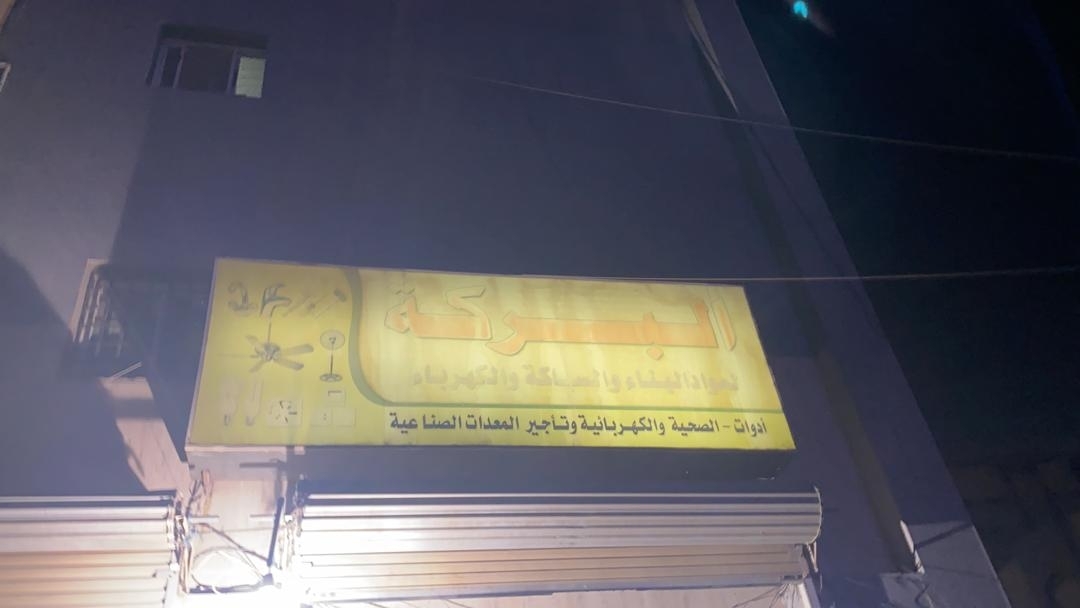 البركة
لمواد البناء والسباكة والكهرباء
أدوات - الصحية والكهربائية وتأجير المعدات الصناعية